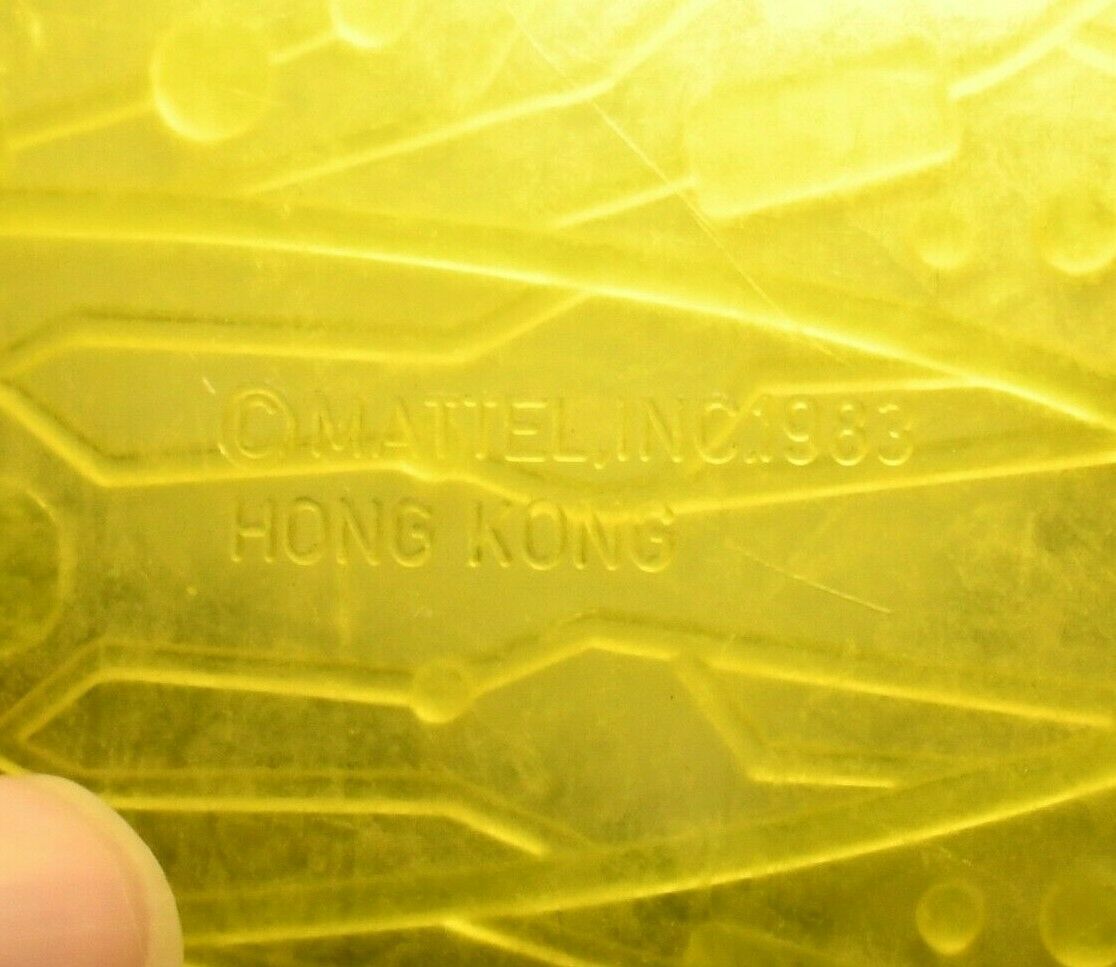 ©MATTEL, INC.1983
HONG KONG